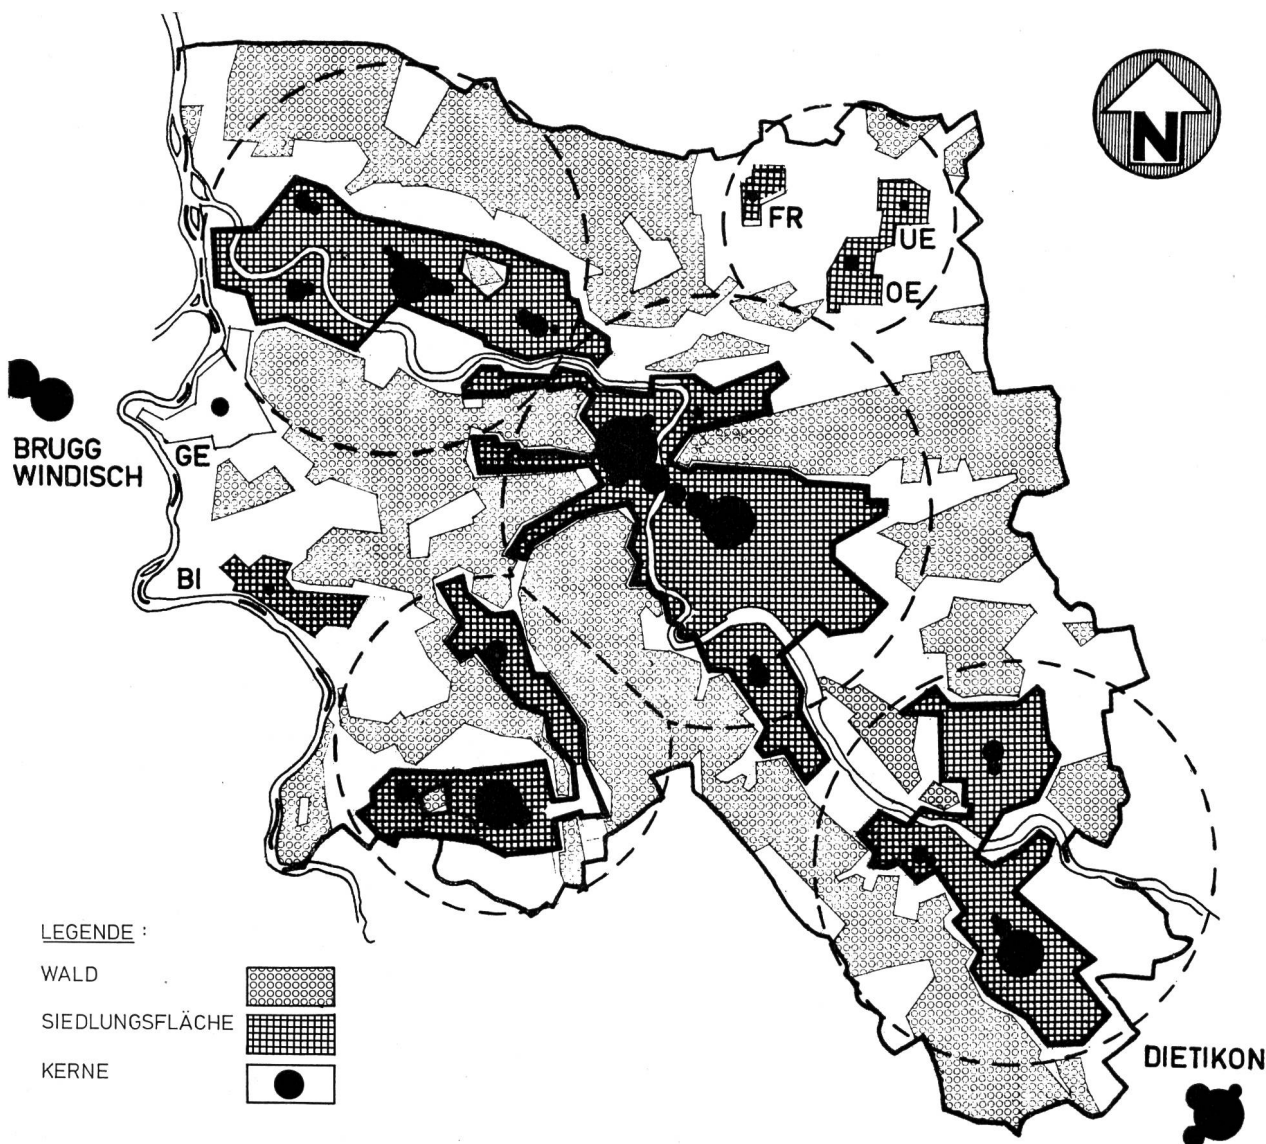 N
FR
UE
OE
BRUGG
WINDISCH
GE
BI
LEGENDE :
WALD
SIEDLUNGSFLÄCHE
KERNE
DIETIKON